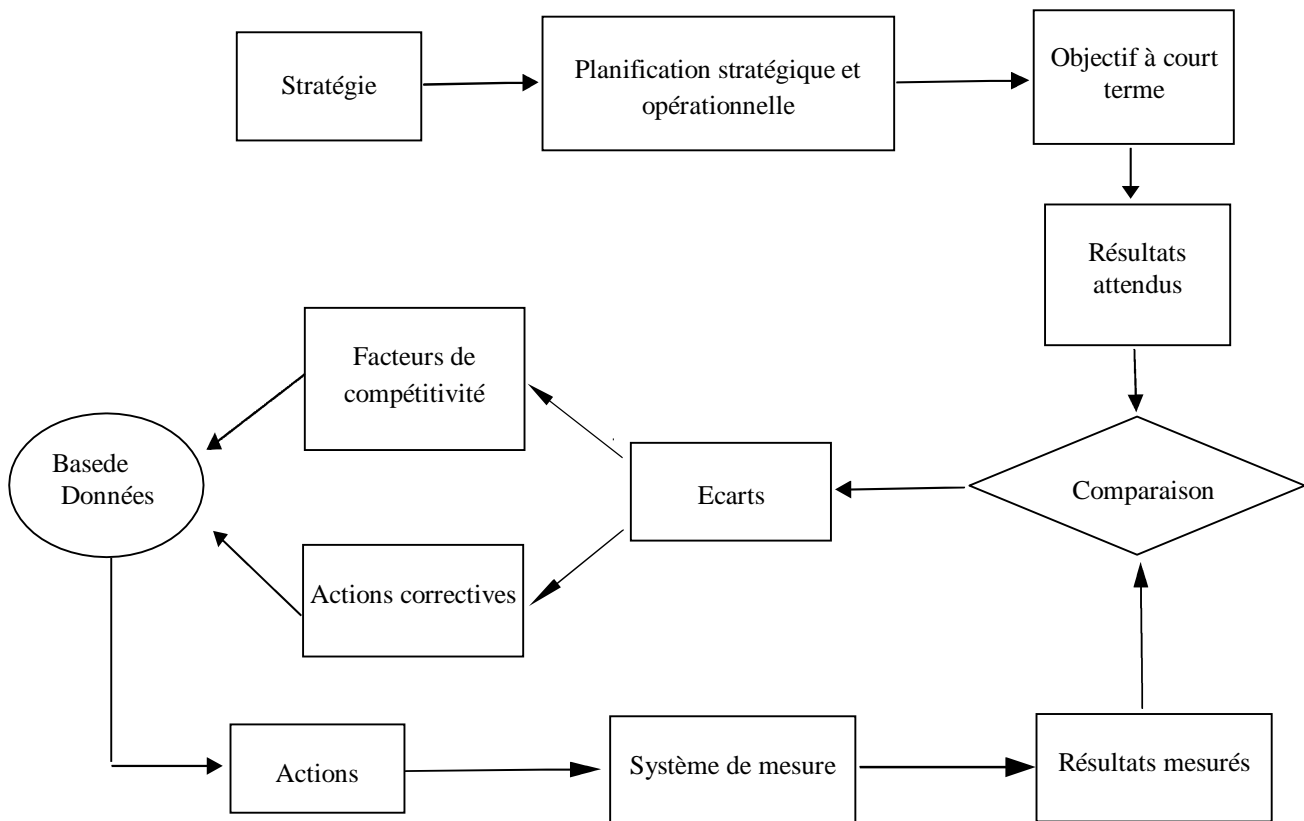 Stratégie
Planification stratégique et
opérationnelle
Objectif à court
terme
Résultats
attendus
Facteurs de
compétitivité
Basede
Données
Ecarts
Comparaison
Actions correctives
Actions
Système de mesure
Résultats mesurés